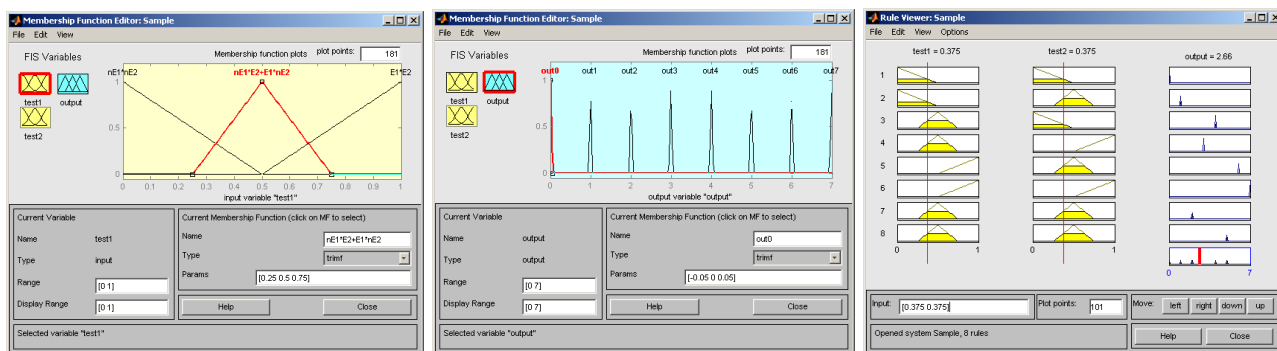 Membership Function Editor: Sample
File Edit View
FIS Variables
Membership function plots plot points: 181
nE1*nE2 nE1*E2+E1*nE2 E1*E2
test1 output
test2
1
0.5
0
0 0.1 0.2 0.3 0.4 0.5 0.6 0.7 0.8 0.9 1
input variable "test1"
Current Variable
Name test1
Type input
Range [0 1]
Display Range [0 1]
Current Membership Function (click on MF to select)
Name nE1*E2+E1*nE2
Type trimf
Params [0.25 0.5 0.75]
Help Close
Selected variable "test1"
Membership Function Editor: Sample
File Edit View
FIS Variables
Membership function plots plot points: 181
out0 out1 out2 out3 out4 out5 out6 out7
test1 output
test2
1
0.5
0
0 1 2 3 4 5 6 7
output variable "output"
Current Variable
Name output
Type output
Range [0 7]
Display Range [0 7]
Current Membership Function (click on MF to select)
Name out0
Type trimf
Params [-0.05 0 0.05]
Help Close
Selected variable "output"
Rule Viewer: Sample
File Edit View Options
test1 = 0.375 test2 = 0.375 output = 2.66
1
2
3
4
5
6
7
8
0 1 0 1
0 7
Input: [0.375 0.375] Plot points: 101 Move: left right down up
Opened system Sample, 8 rules
Help Close